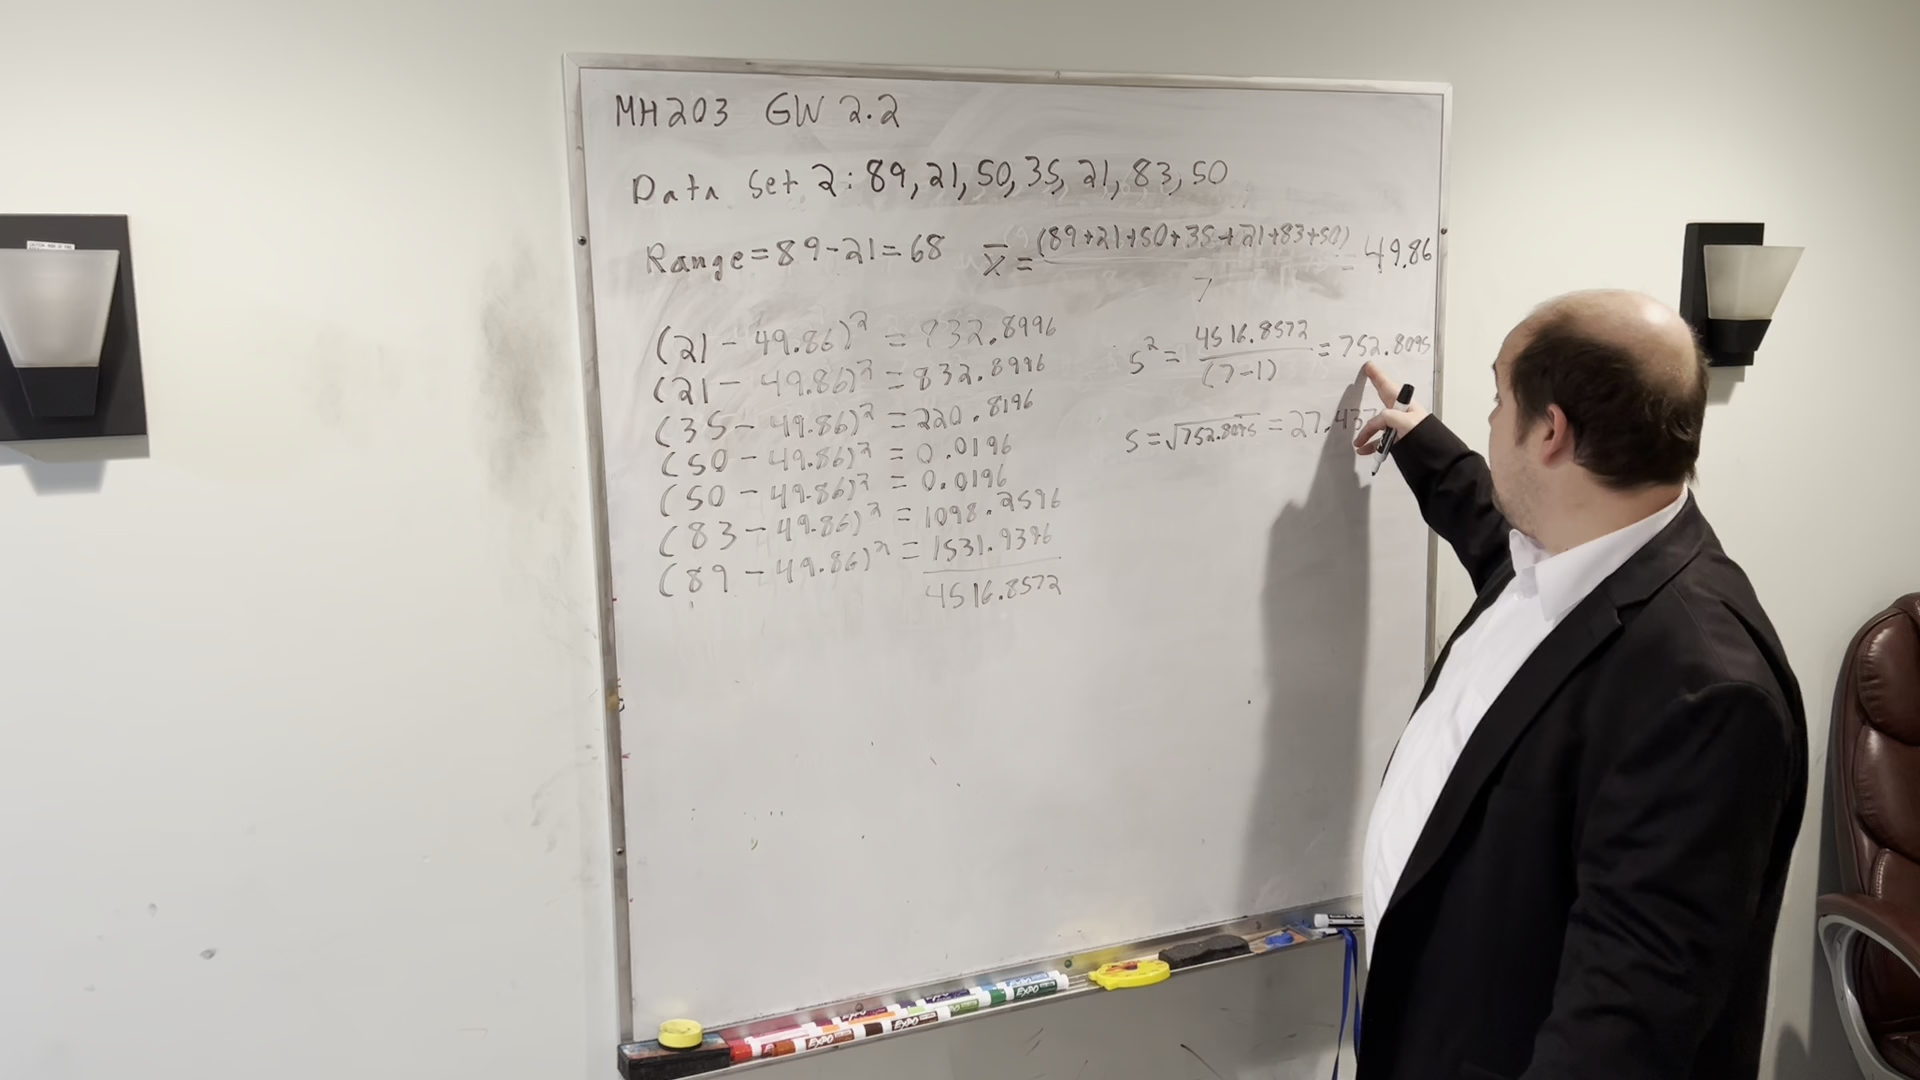 MH203 GW 2.2
Data Set 2: 89, 21, 50, 35, 21, 83, 50
Range = 89-21 = 68 x̄ = (89+21+50+35+21+83+50) / 7 = 49.86
(21 - 49.86)² = 832.8996
(21 - 49.86)² = 832.8996
(35 - 49.86)² = 220.8196
(50 - 49.86)² = 0.0196
(50 - 49.86)² = 0.0196
(83 - 49.86)² = 1098.2596
(89 - 49.86)² = 1531.9396
4516.8572
s² = 4516.8572 / (7-1) = 752.8095
s = √752.8095 = 27.437
EXPO
EXPO
EXPO